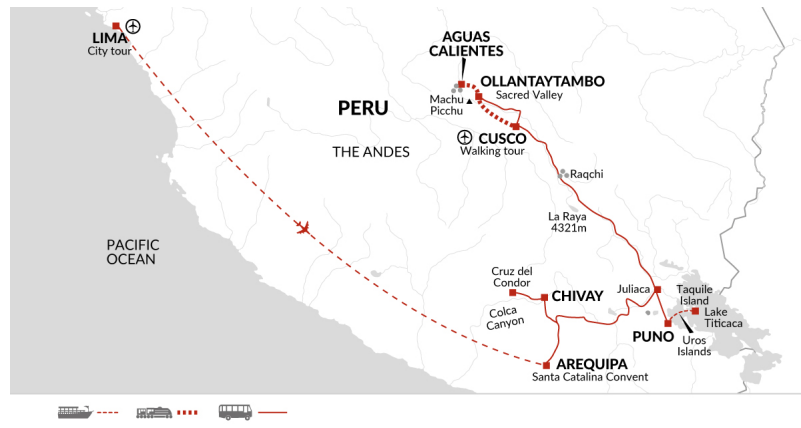 LIMA
City tour
AGUAS
CALIENTES
OLLANTAYTAMBO
Sacred Valley
Machu
Picchu
PERU
CUSCO
Walking tour
THE ANDES
Raqchi
La Raya
4321m
PACIFIC
OCEAN
Cruz del
Condor
CHIVAY
Colca
Canyon
Juliaca
Taquile
Island
Lake
Titicaca
PUNO
Uros
Islands
AREQUIPA
Santa Catalina Convent